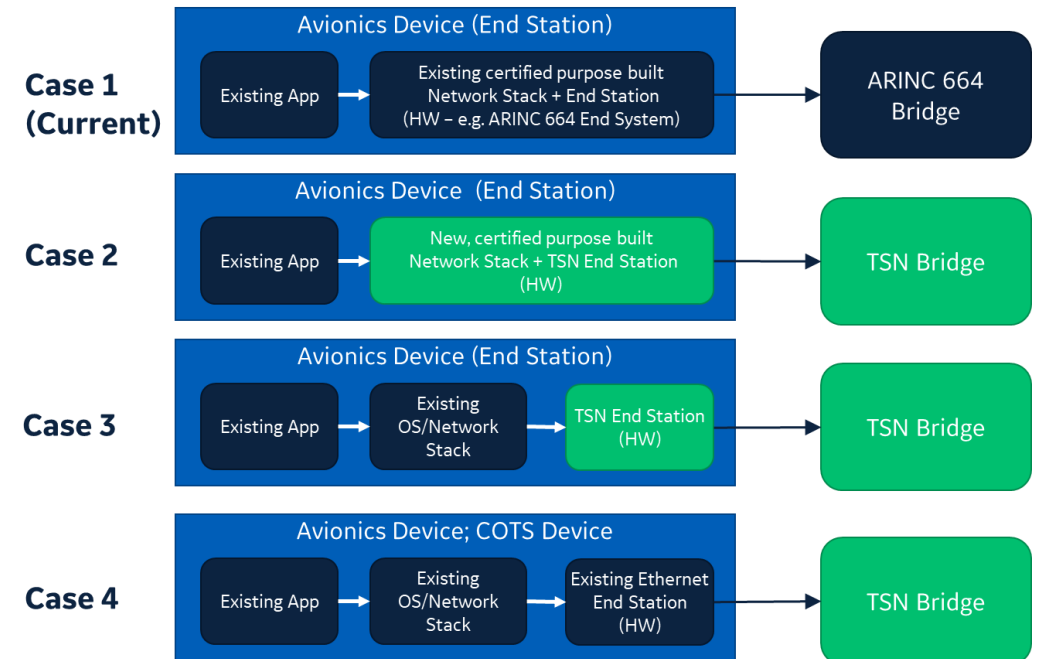 Avionics Device (End Station)
Case 1
(Current)
Existing App
Existing certified purpose built
Network Stack + End Station
(HW – e.g. ARINC 664 End System)
ARINC 664
Bridge
Avionics Device (End Station)
Case 2
Existing App
New, certified purpose built
Network Stack + TSN End Station
(HW)
TSN Bridge
Avionics Device (End Station)
Case 3
Existing App
Existing
OS/Network
Stack
TSN End Station
(HW)
TSN Bridge
Avionics Device; COTS Device
Case 4
Existing App
Existing
OS/Network
Stack
Existing Ethernet
End Station
(HW)
TSN Bridge